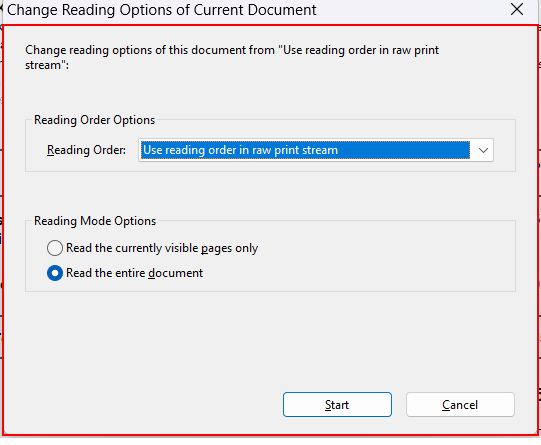 Change Reading Options of Current Document
Change reading options of this document from "Use reading order in raw print
stream":
Reading Order Options
Reading Order: Use reading order in raw print stream
Reading Mode Options
Read the currently visible pages only
Read the entire document
Start Cancel